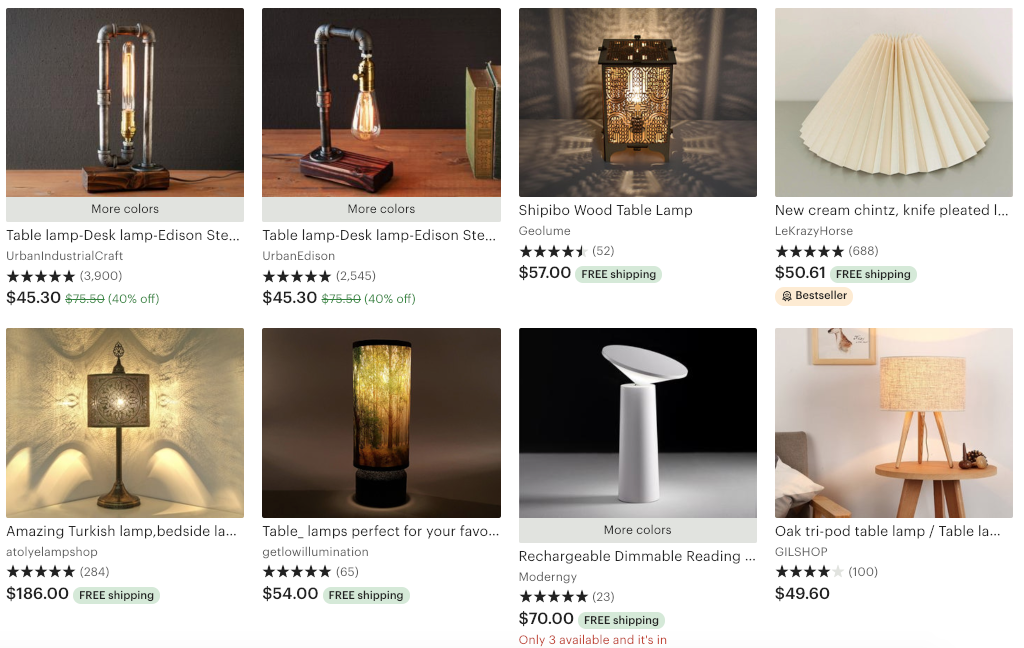 More colors
Table lamp-Desk lamp-Edison Ste...
UrbanIndustrialCraft
(3,900)
$45.30 $75.50 (40% off)
More colors
Table lamp-Desk lamp-Edison Ste...
UrbanEdison
(2,545)
$45.30 $75.50 (40% off)
Shipibo Wood Table Lamp
Geolume
(52)
$57.00 FREE shipping
New cream chintz, knife pleated l...
LeKrazyHorse
(688)
$50.61 FREE shipping
Bestseller
Amazing Turkish lamp,bedside la...
atolyelampshop
(284)
$186.00 FREE shipping
Table_ lamps perfect for your favo...
getlowillumination
(65)
$54.00 FREE shipping
More colors
Rechargeable Dimmable Reading ...
Moderngy
(23)
$70.00 FREE shipping
Only 3 available and it's in
Oak tri-pod table lamp / Table la...
GILSHOP
(100)
$49.60